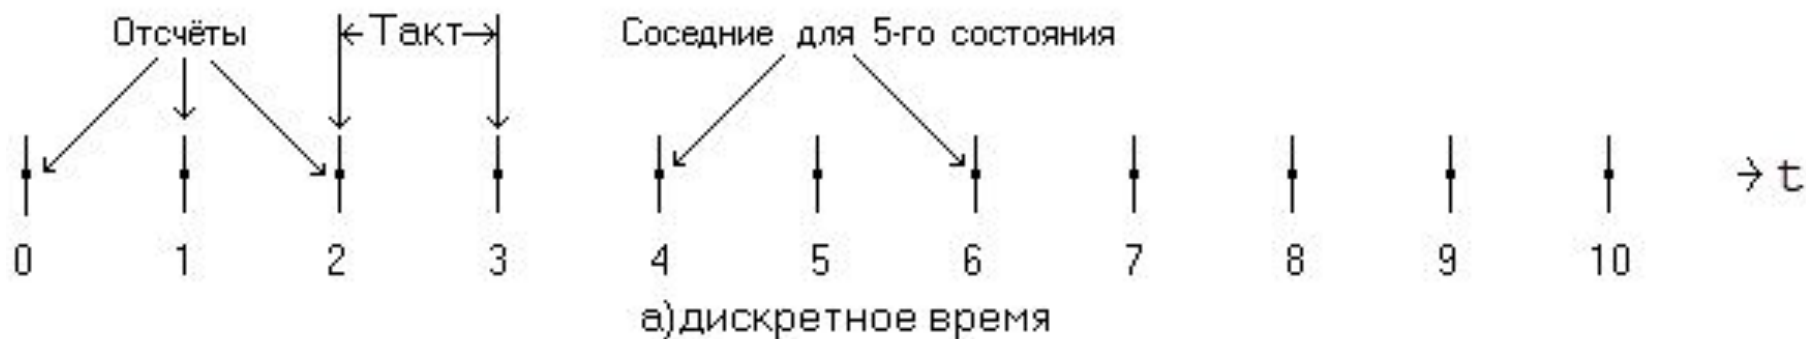 Отсчёты Такт Соседние для 5-го состояния
t
0 1 2 3 4 5 6 7 8 9 10
а)дискретное время